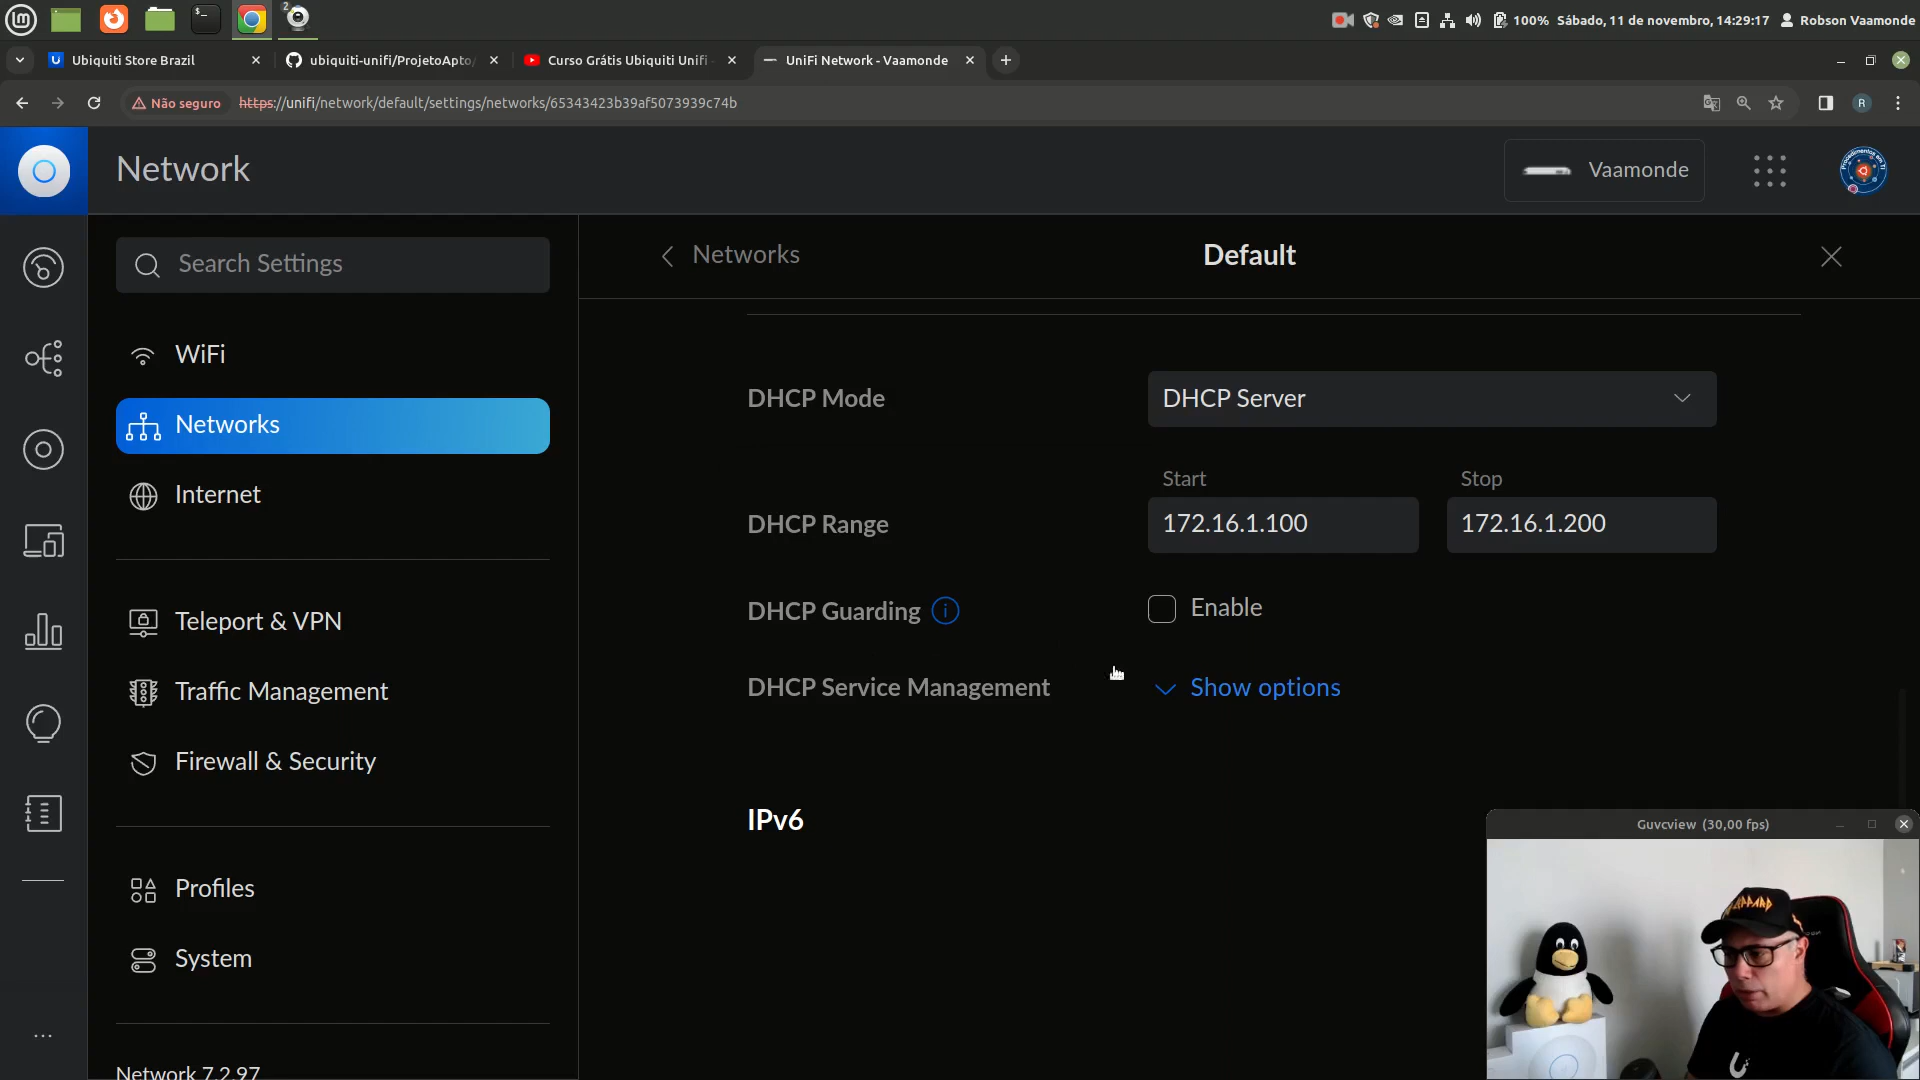 100% Sábado, 11 de novembro, 14:29:17 Robson Vaamonde
Ubiquiti Store Brazil
ubiquiti-unifi/ProjetoApto/
Curso Grátis Ubiquiti Unifi -
UniFi Network - Vaamonde
Não seguro https://unifi/network/default/settings/networks/65343423b39af5073939c74b
R
Network
Vaamonde
Search Settings
WiFi
Networks
Internet
Teleport & VPN
Traffic Management
Firewall & Security
Profiles
System
Network 7.2.97
Networks
Default
DHCP Mode
DHCP Server
Start
Stop
DHCP Range
172.16.1.100
172.16.1.200
DHCP Guarding
Enable
DHCP Service Management
Show options
IPv6
Guvcview (30,00 fps)